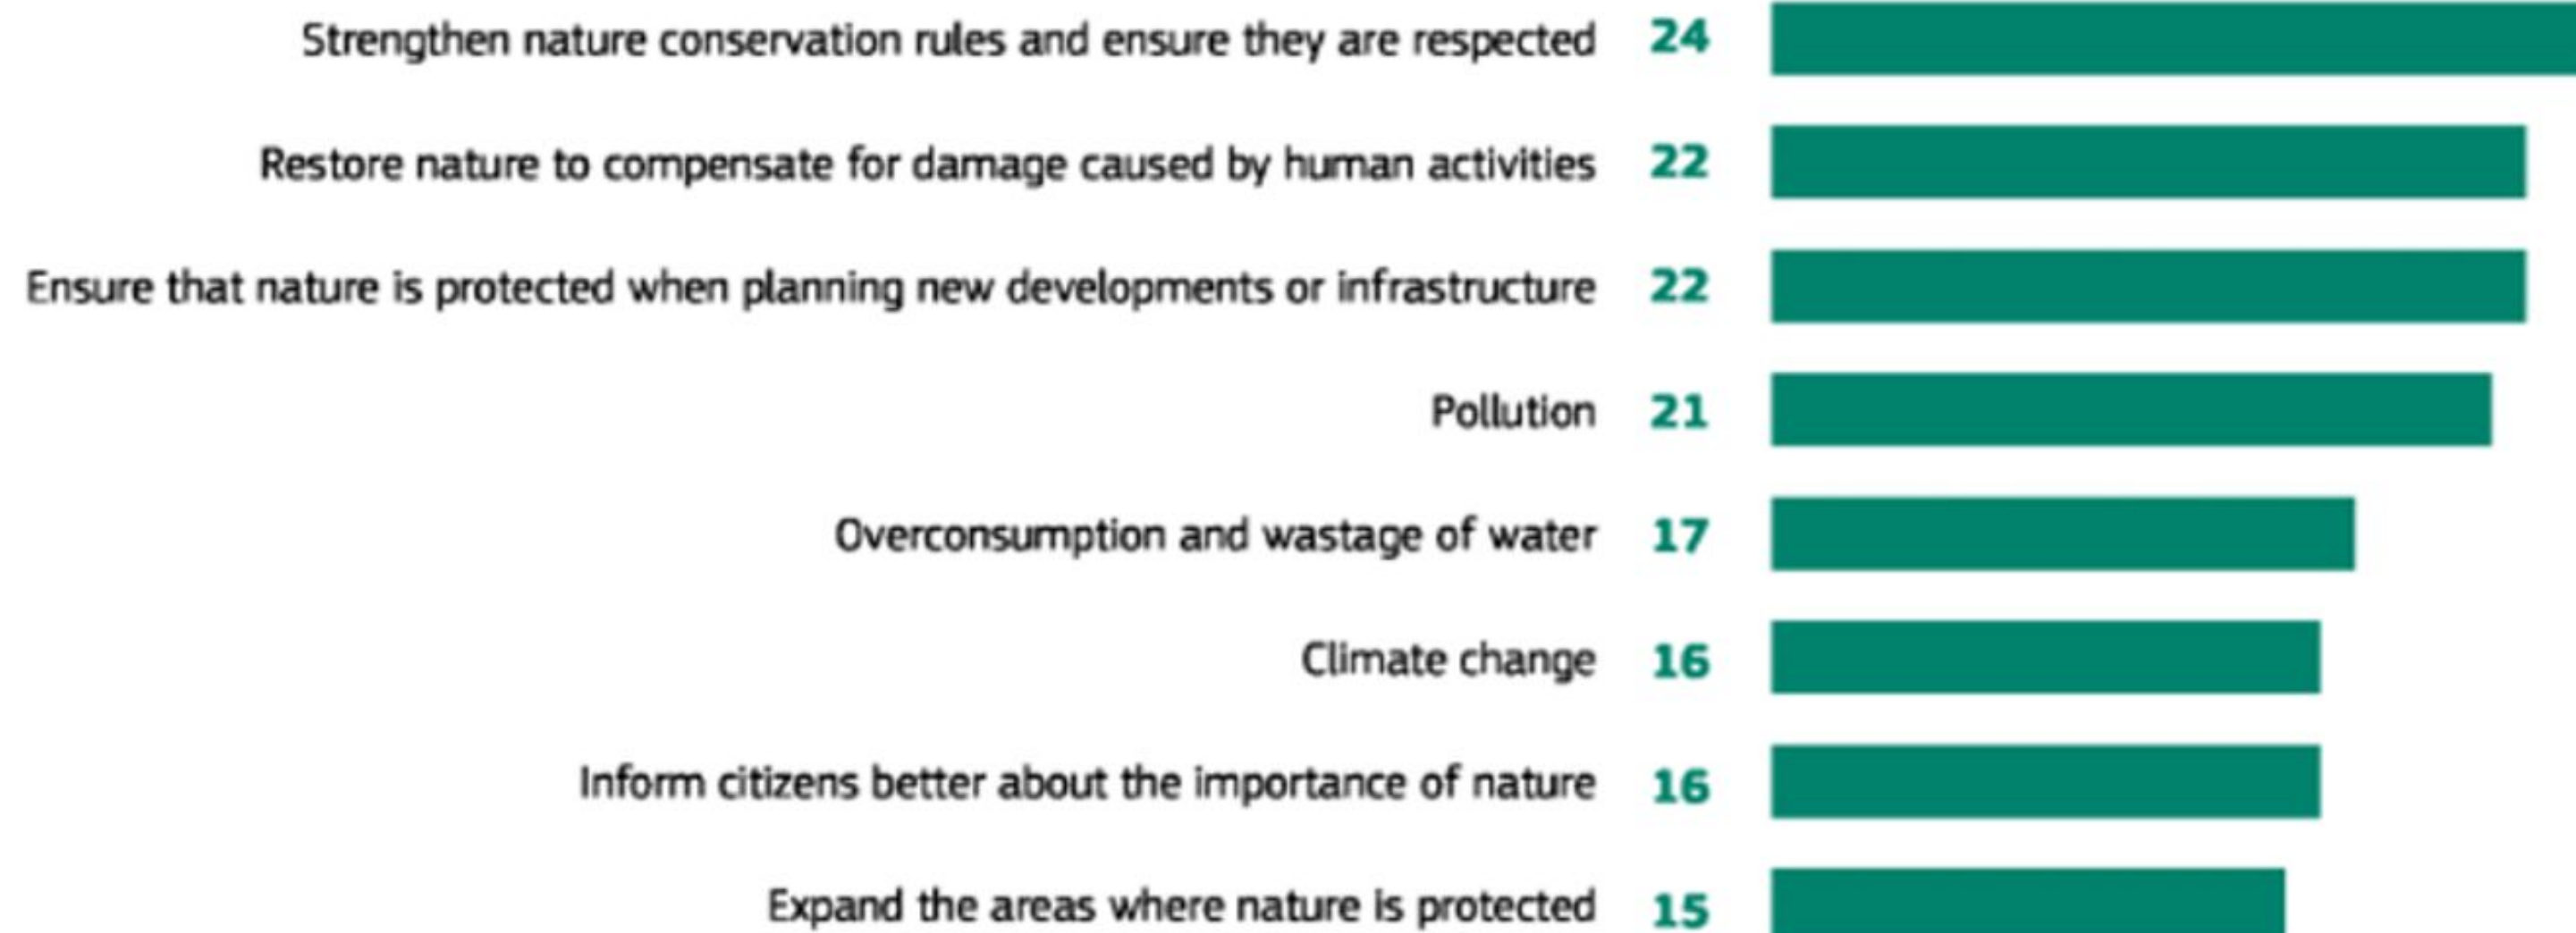 Strengthen nature conservation rules and ensure they are respected 24
Restore nature to compensate for damage caused by human activities 22
Ensure that nature is protected when planning new developments or infrastructure 22
Pollution 21
Overconsumption and wastage of water 17
Climate change 16
Inform citizens better about the importance of nature 16
Expand the areas where nature is protected 15